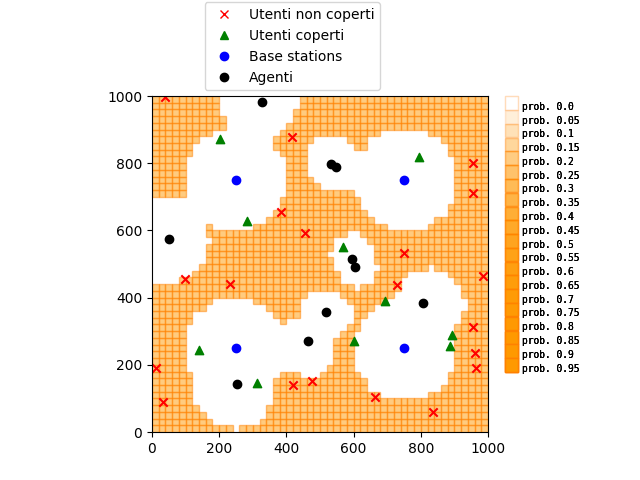 Utenti non coperti
Utenti coperti
Base stations
Agenti
1000
800
600
400
200
0
0 200 400 600 800 1000
prob. 0.0
prob. 0.05
prob. 0.1
prob. 0.15
prob. 0.2
prob. 0.25
prob. 0.3
prob. 0.35
prob. 0.4
prob. 0.45
prob. 0.5
prob. 0.55
prob. 0.6
prob. 0.65
prob. 0.7
prob. 0.75
prob. 0.8
prob. 0.85
prob. 0.9
prob. 0.95